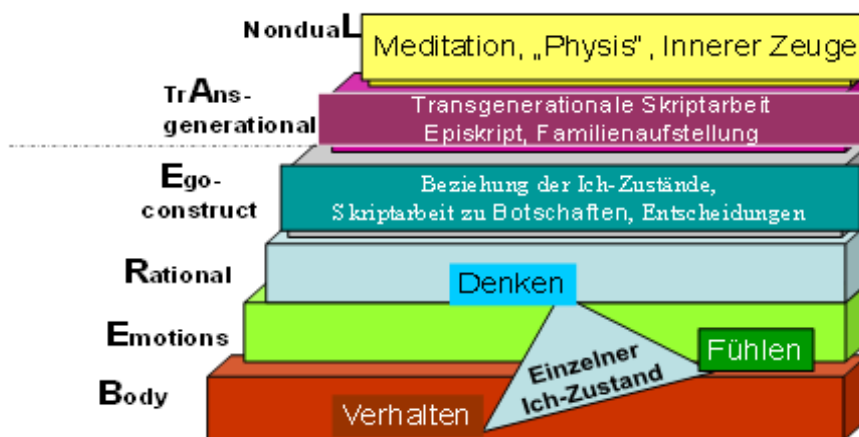 NonduaL
Meditation, „Physis", Innerer Zeuge
TrAns-
generational
Transgenerationale Skriptarbeit
Episkript, Familienaufstellung
Ego-
construct
Beziehung der Ich-Zustände,
Skriptarbeit zu Botschaften, Entscheidungen
Rational
Denken
Emotions
Fühlen
Einzelner
Ich-Zustand
Body
Verhalten